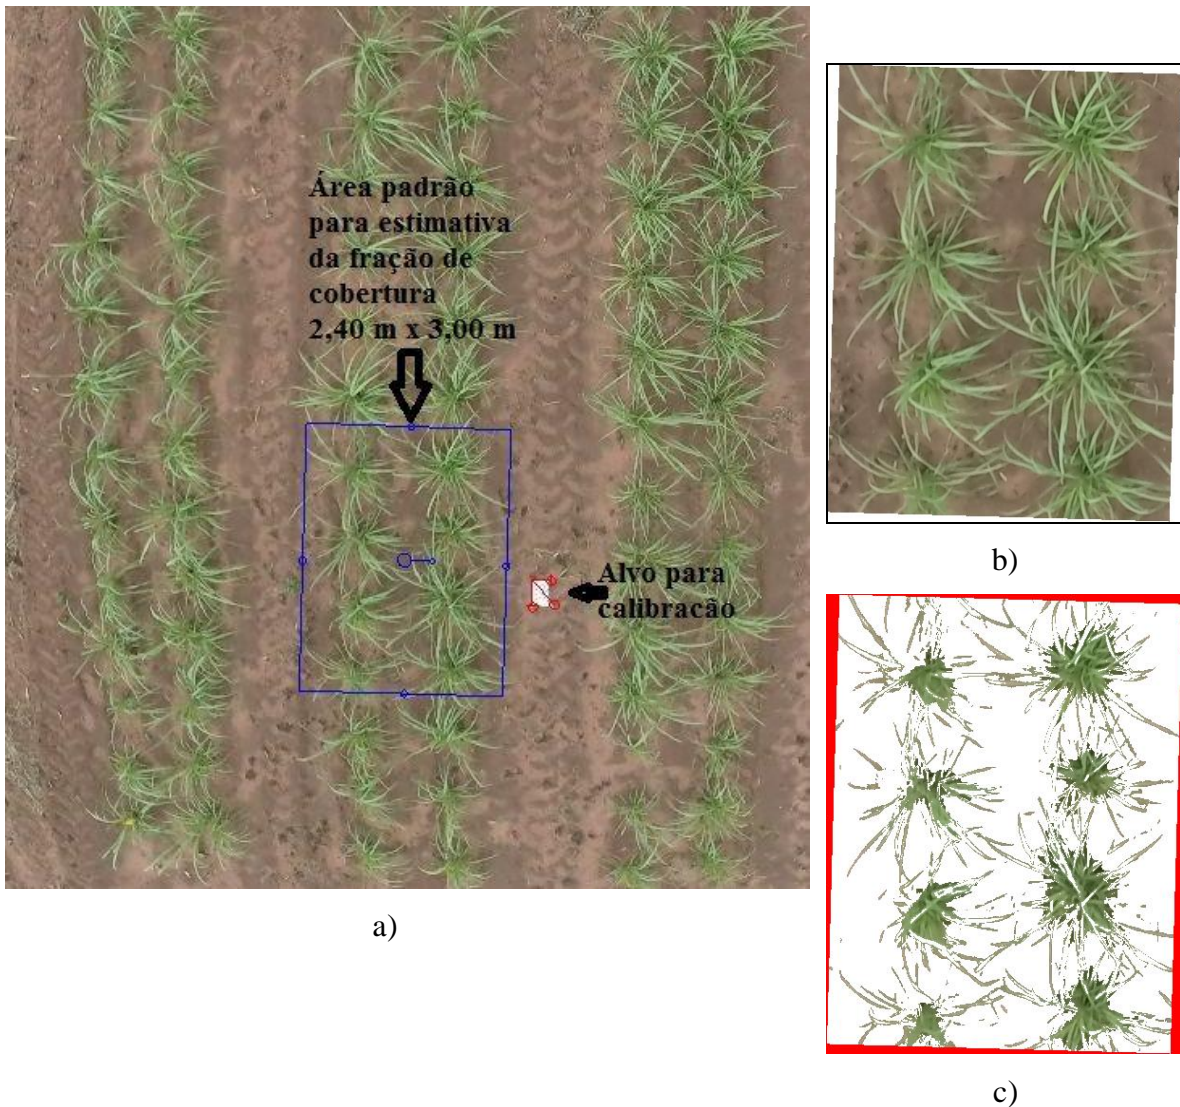 Área padrão
para estimativa
da fração de
cobertura
2,40 m x 3,00 m
Alvo para
calibracão
a)
b)
c)